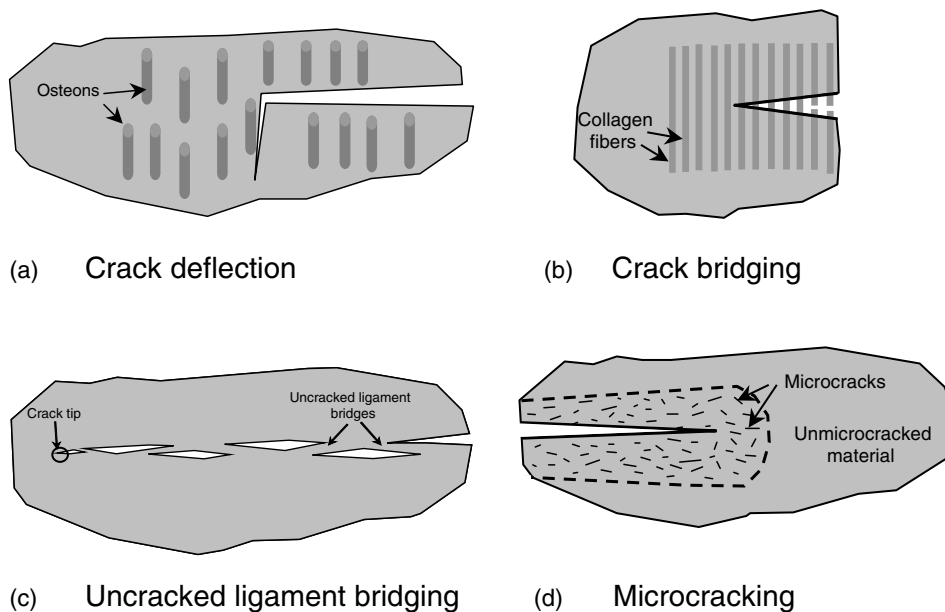 Osteons
(a) Crack deflection
Collagen
fibers
(b) Crack bridging
Crack tip
Uncracked ligament
bridges
(c) Uncracked ligament bridging
Microcracks
Unmicrocracked
material
(d) Microcracking